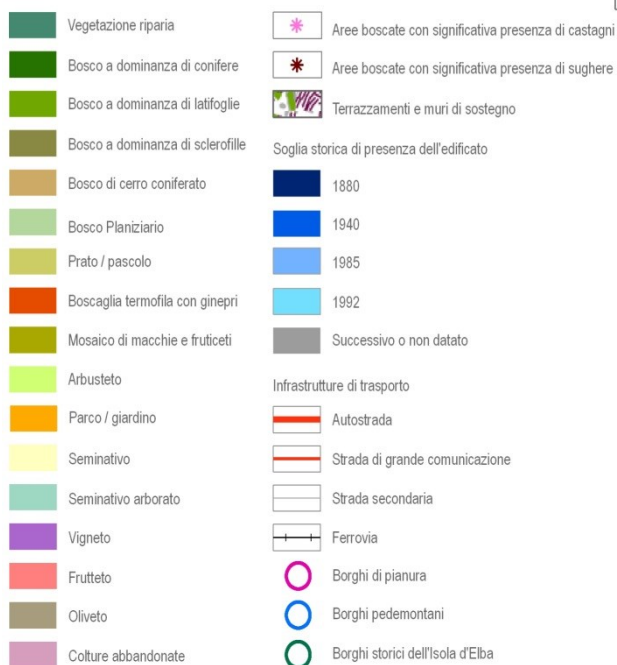 Vegetazione riparia
Bosco a dominanza di conifere
Bosco a dominanza di latifoglie
Bosco a dominanza di sclerofille
Bosco di cerro coniferato
Bosco Planiziario
Prato / pascolo
Boscaglia termofila con ginepri
Mosaico di macchie e fruticeti
Arbusteto
Parco / giardino
Seminativo
Seminativo arborato
Vigneto
Frutteto
Oliveto
Colture abbandonate
Aree boscate con significativa presenza di castagni
Aree boscate con significativa presenza di sughere
Terrazzamenti e muri di sostegno
Soglia storica di presenza dell'edificato
1880
1940
1985
1992
Successivo o non datato
Infrastrutture di trasporto
Autostrada
Strada di grande comunicazione
Strada secondaria
Ferrovia
Borghi di pianura
Borghi pedemontani
Borghi storici dell'Isola d'Elba